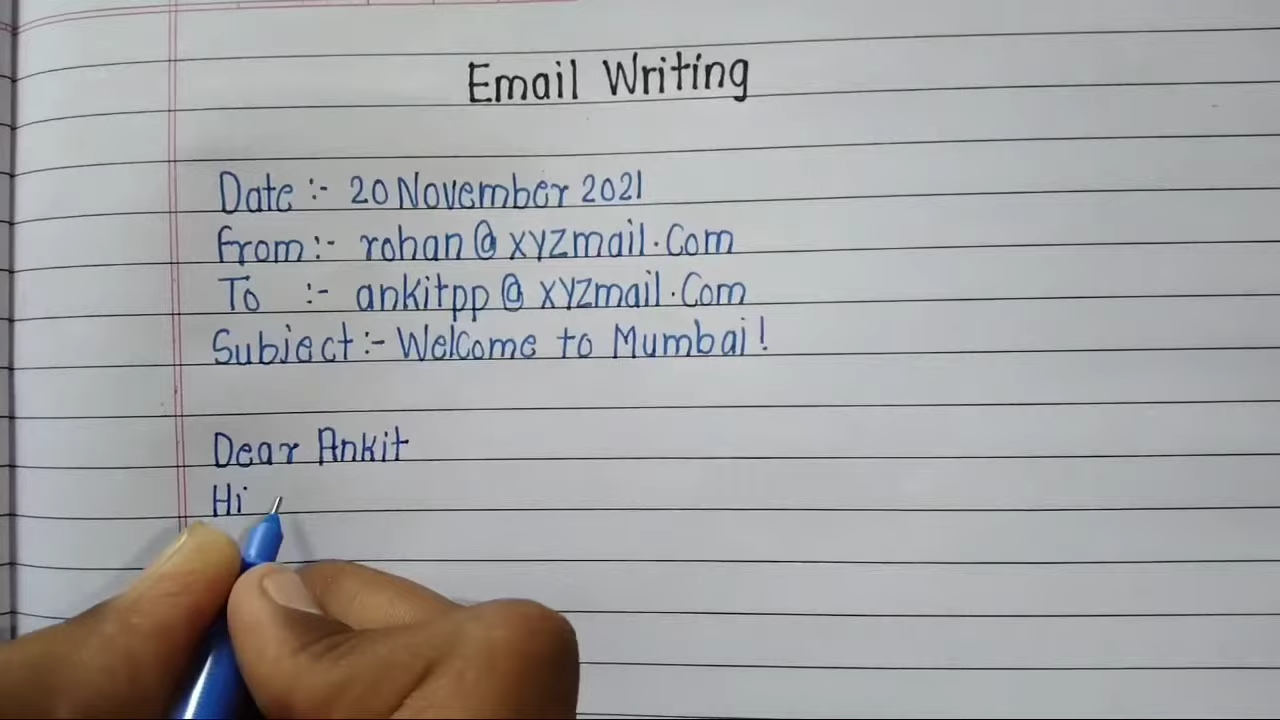 Email Writing
Date :- 20 November 2021
From :- rohan@xyzmail.com
To :- ankitpp@xyzmail.com
Subject :- Welcome to Mumbai!
Dear Ankit
Hi